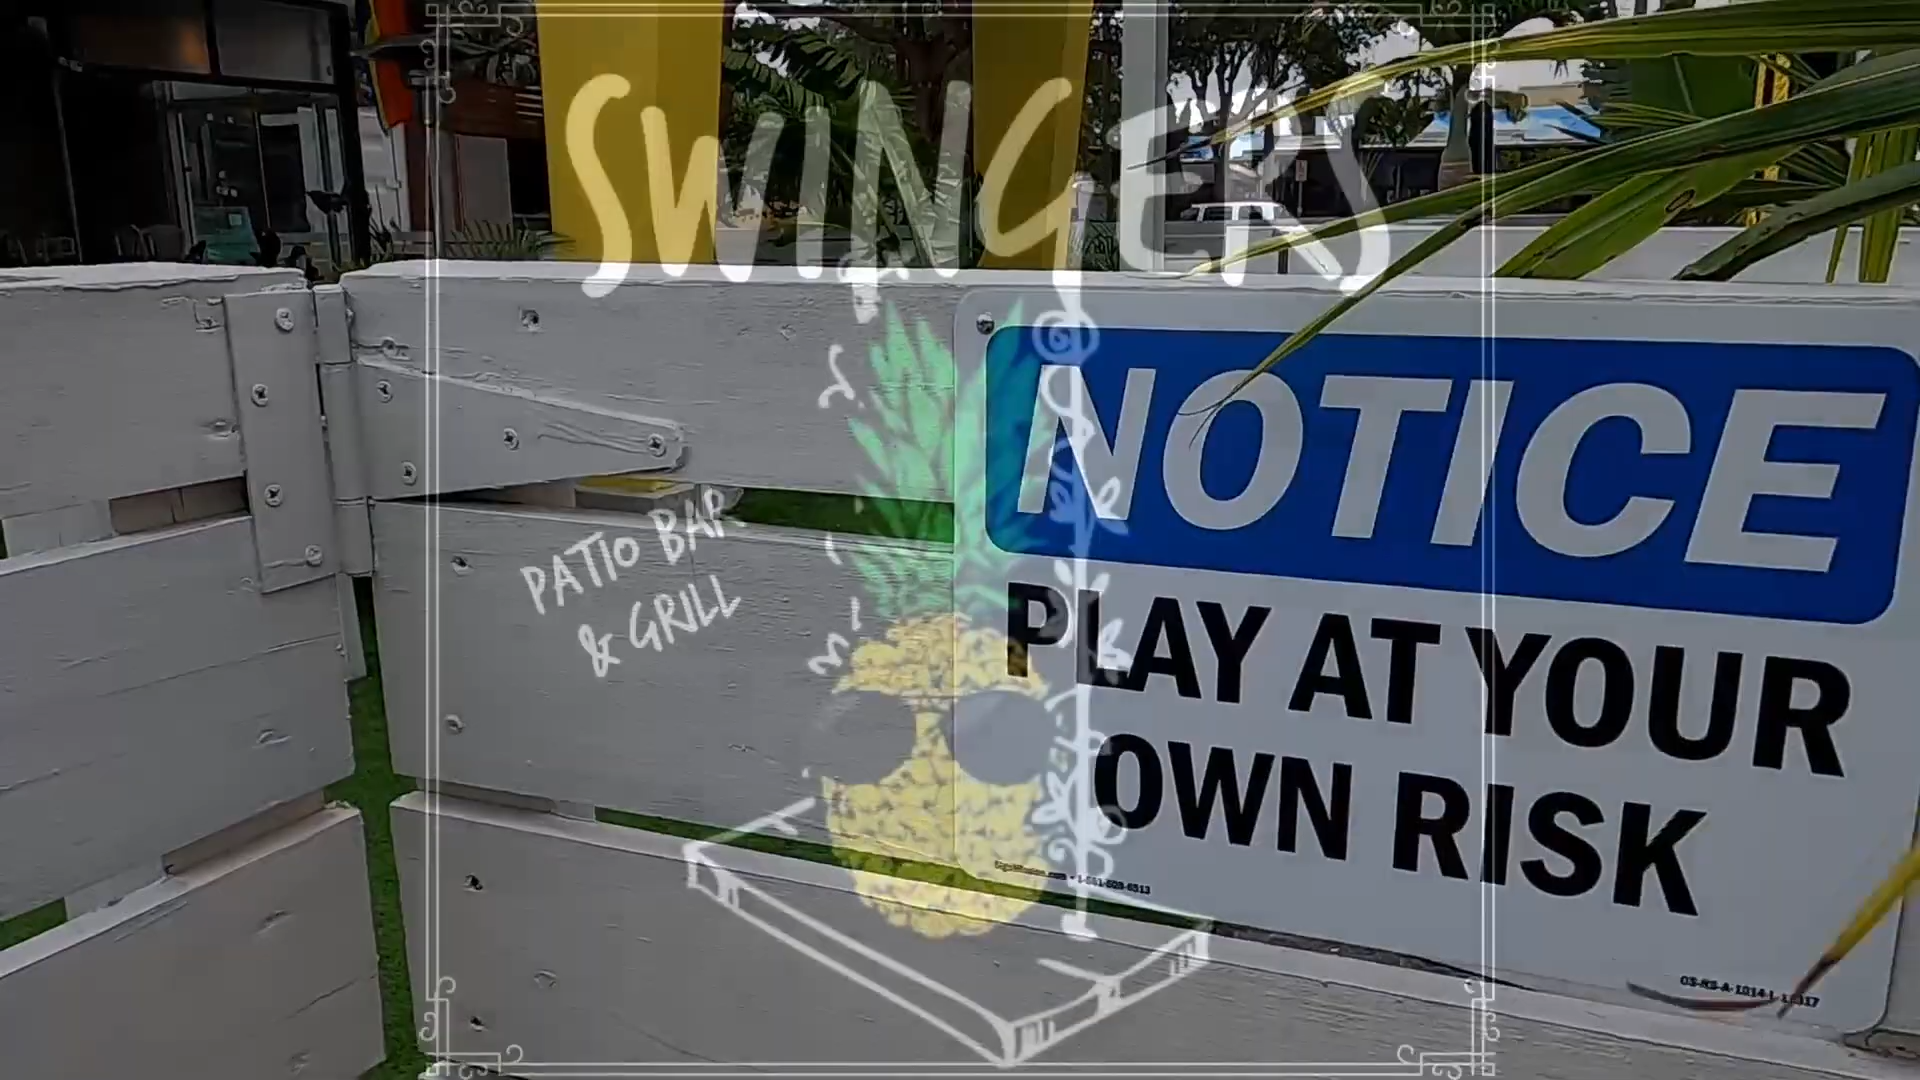 SWINGERS
PATIO BAR
& GRILL
NOTICE
PLAY AT YOUR
OWN RISK